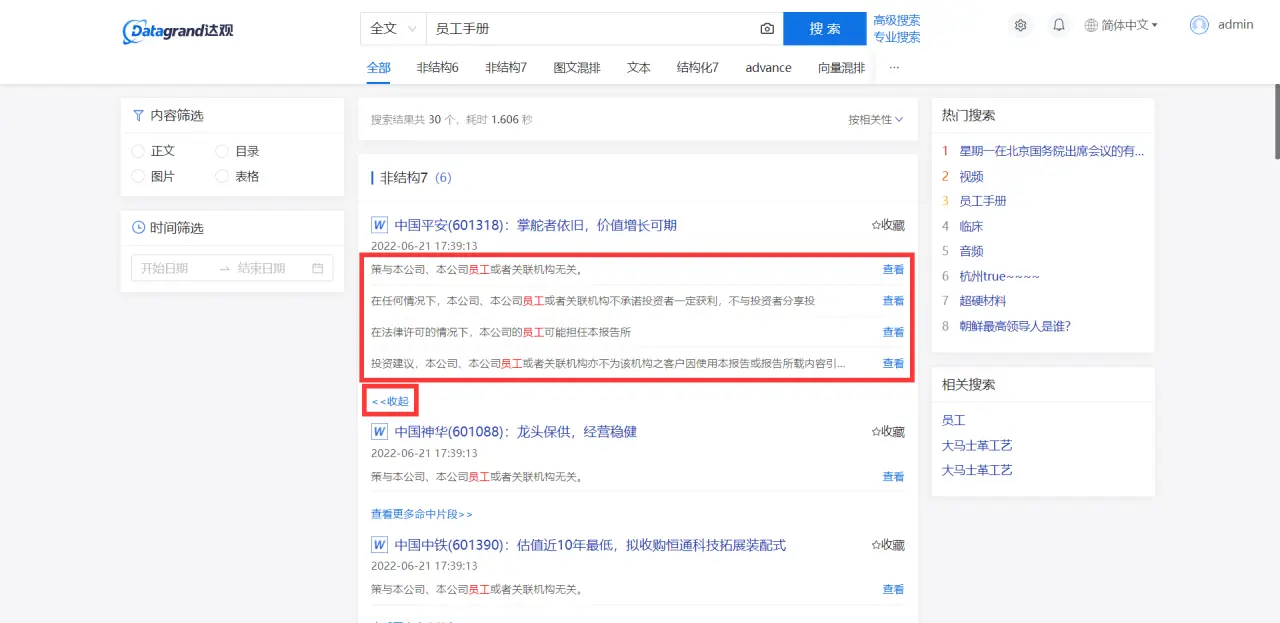 Datagrand达观
全文 员工手册 搜 索 高级搜索
专业搜索
简体中文 admin
全部 非结构6 非结构7 图文混排 文本 结构化7 advance 向量混排 ...
内容筛选
正文 目录
图片 表格
时间筛选
开始日期 → 结束日期
搜索结果共 30 个，耗时 1.606 秒 按相关性
非结构7 (6)
W 中国平安(601318)：掌舵者依旧，价值增长可期 ☆收藏
2022-06-21 17:39:13
策与本公司、本公司员工或者关联机构无关。 查看
在任何情况下，本公司、本公司员工或者关联机构不承诺投资者一定获利，不与投资者分享投 查看
在法律许可的情况下，本公司的员工可能担任本报告所 查看
投资建议，本公司、本公司员工或者关联机构亦不为该机构之客户因使用本报告或报告所载内容引... 查看
<<收起
W 中国神华(601088)：龙头保供，经营稳健 ☆收藏
2022-06-21 17:39:13
策与本公司、本公司员工或者关联机构无关。 查看
查看更多命中片段>>
W 中国中铁(601390)：估值近10年最低，拟收购恒通科技拓展装配式 ☆收藏
2022-06-21 17:39:13
策与本公司、本公司员工或者关联机构无关。 查看
热门搜索
1 星期一在北京国务院出席会议的有...
2 视频
3 员工手册
4 临床
5 音频
6 杭州true~~~~
7 超硬材料
8 朝鲜最高领导人是谁?
相关搜索
员工
大马士革工艺
大马士革工艺